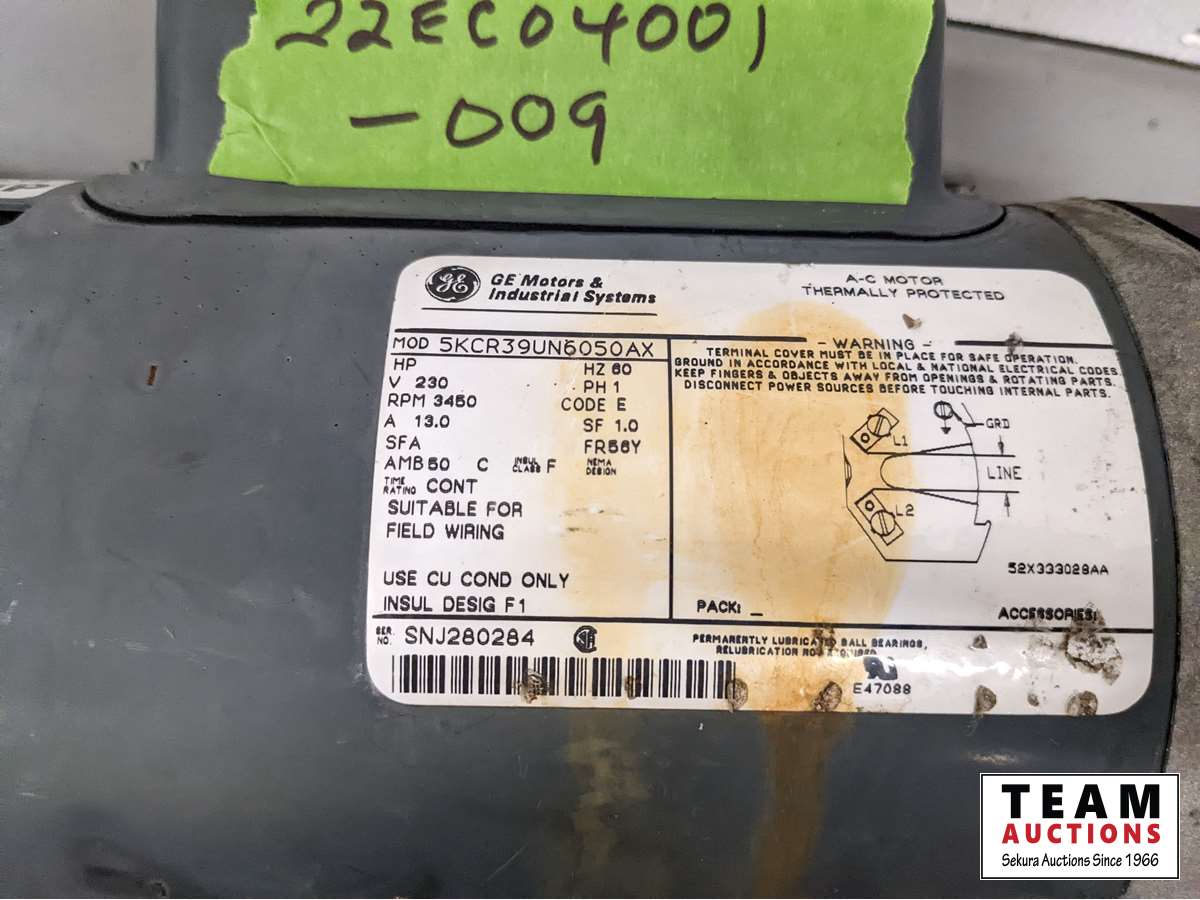 22EC04001
-009
P
GE
GE Motors &
Industrial Systems
A-C MOTOR
THERMALLY PROTECTED
MOD 5KCR39UN6050AX
HP HZ 60
V 230 PH 1
RPM 3450 CODE E
A 13.0 SF 1.0
SFA FR56Y
AMB 50 C INSUL CLASS F NEMA DESIGN
TIME RATING CONT
SUITABLE FOR
FIELD WIRING
USE CU COND ONLY
INSUL DESIG F1
- WARNING -
TERMINAL COVER MUST BE IN PLACE FOR SAFE OPERATION.
GROUND IN ACCORDANCE WITH LOCAL & NATIONAL ELECTRICAL CODES
KEEP FINGERS & OBJECTS AWAY FROM OPENINGS & ROTATING PARTS.
DISCONNECT POWER SOURCES BEFORE TOUCHING INTERNAL PARTS.
L1
GRD
LINE
L2
52X333028AA
PACK: _
ACCESSORIES:
SER. NO. SNJ280284
PERMANENTLY LUBRICATED BALL BEARINGS,
RELUBRICATION NOT REQUIRED
E47088
TEAM
AUCTIONS
Sekura Auctions Since 1966